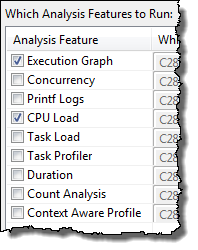 Which Analysis Features to Run:
Analysis Feature
Execution Graph C28
Concurrency C28
Printf Logs C28
CPU Load C28
Task Load C28
Task Profiler C28
Duration C28
Count Analysis C28
Context Aware Profile C28